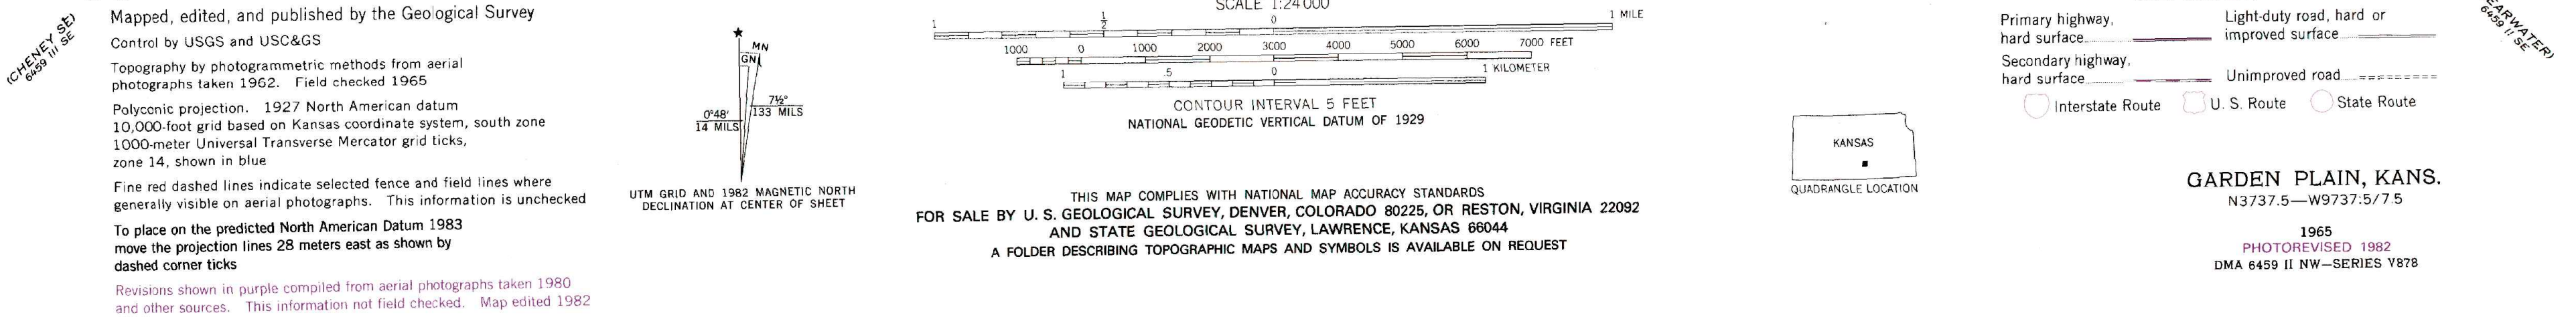 (CHENEY SE)
6459 III SE
Mapped, edited, and published by the Geological Survey
Control by USGS and USC&GS
Topography by photogrammetric methods from aerial
photographs taken 1962. Field checked 1965
Polyconic projection. 1927 North American datum
10,000-foot grid based on Kansas coordinate system, south zone
1000-meter Universal Transverse Mercator grid ticks,
zone 14, shown in blue
Fine red dashed lines indicate selected fence and field lines where
generally visible on aerial photographs. This information is unchecked
To place on the predicted North American Datum 1983
move the projection lines 28 meters east as shown by
dashed corner ticks
Revisions shown in purple compiled from aerial photographs taken 1980
and other sources. This information not field checked. Map edited 1982
★
MN
GN
0°48'
14 MILS
7½°
133 MILS
UTM GRID AND 1982 MAGNETIC NORTH
DECLINATION AT CENTER OF SHEET
SCALE 1:24 000
1 ½ 0 1 MILE
1000 0 1000 2000 3000 4000 5000 6000 7000 FEET
1 .5 0 1 KILOMETER
CONTOUR INTERVAL 5 FEET
NATIONAL GEODETIC VERTICAL DATUM OF 1929
THIS MAP COMPLIES WITH NATIONAL MAP ACCURACY STANDARDS
FOR SALE BY U. S. GEOLOGICAL SURVEY, DENVER, COLORADO 80225, OR RESTON, VIRGINIA 22092
AND STATE GEOLOGICAL SURVEY, LAWRENCE, KANSAS 66044
A FOLDER DESCRIBING TOPOGRAPHIC MAPS AND SYMBOLS IS AVAILABLE ON REQUEST
KANSAS
QUADRANGLE LOCATION
Primary highway,
hard surface
Light-duty road, hard or
improved surface
Secondary highway,
hard surface
Unimproved road
Interstate Route U. S. Route State Route
GARDEN PLAIN, KANS.
N3737.5—W9737.5/7.5
1965
PHOTOREVISED 1982
DMA 6459 II NW—SERIES V878
EARWATER)
6459 II SE